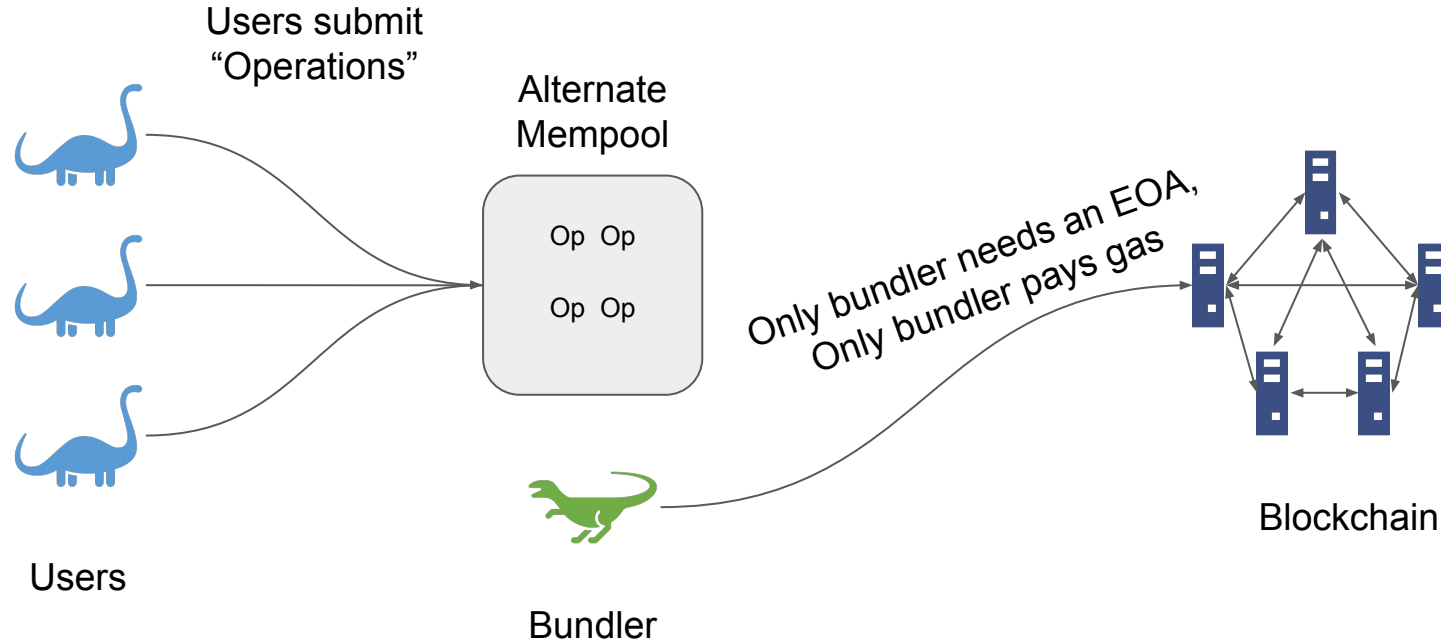 Users submit
“Operations”
Alternate
Mempool
Op Op
Op Op
Only bundler needs an EOA,
Only bundler pays gas
Users
Bundler
Blockchain